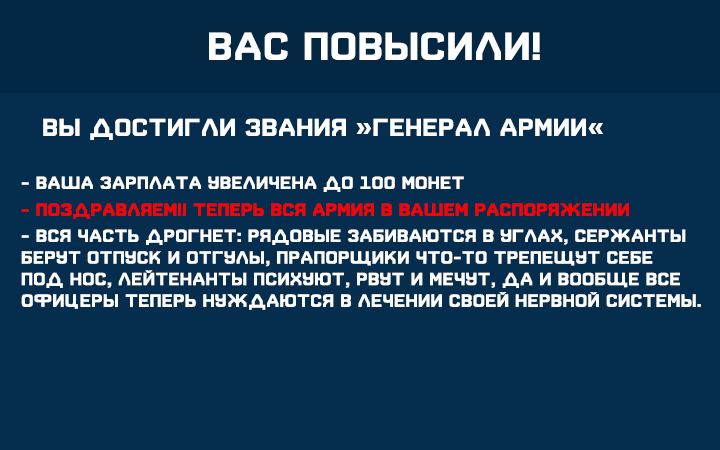 ВАС ПОВЫСИЛИ!
ВЫ ДОСТИГЛИ ЗВАНИЯ »ГЕНЕРАЛ АРМИИ«
- ВАША ЗАРПЛАТА УВЕЛИЧЕНА ДО 100 МОНЕТ
- ПОЗДРАВЛЯЕМ!! ТЕПЕРЬ ВСЯ АРМИЯ В ВАШЕМ РАСПОРЯЖЕНИИ
- ВСЯ ЧАСТЬ ДРОГНЕТ: РЯДОВЫЕ ЗАБИВАЮТСЯ В УГЛАХ, СЕРЖАНТЫ
БЕРУТ ОТПУСК И ОТГУЛЫ, ПРАПОРЩИКИ ЧТО-ТО ТРЕПЕЩУТ СЕБЕ
ПОД НОС, ЛЕЙТЕНАНТЫ ПСИХУЮТ, РВУТ И МЕЧУТ, ДА И ВООБЩЕ ВСЕ
ОФИЦЕРЫ ТЕПЕРЬ НУЖДАЮТСЯ В ЛЕЧЕНИИ СВОЕЙ НЕРВНОЙ СИСТЕМЫ.